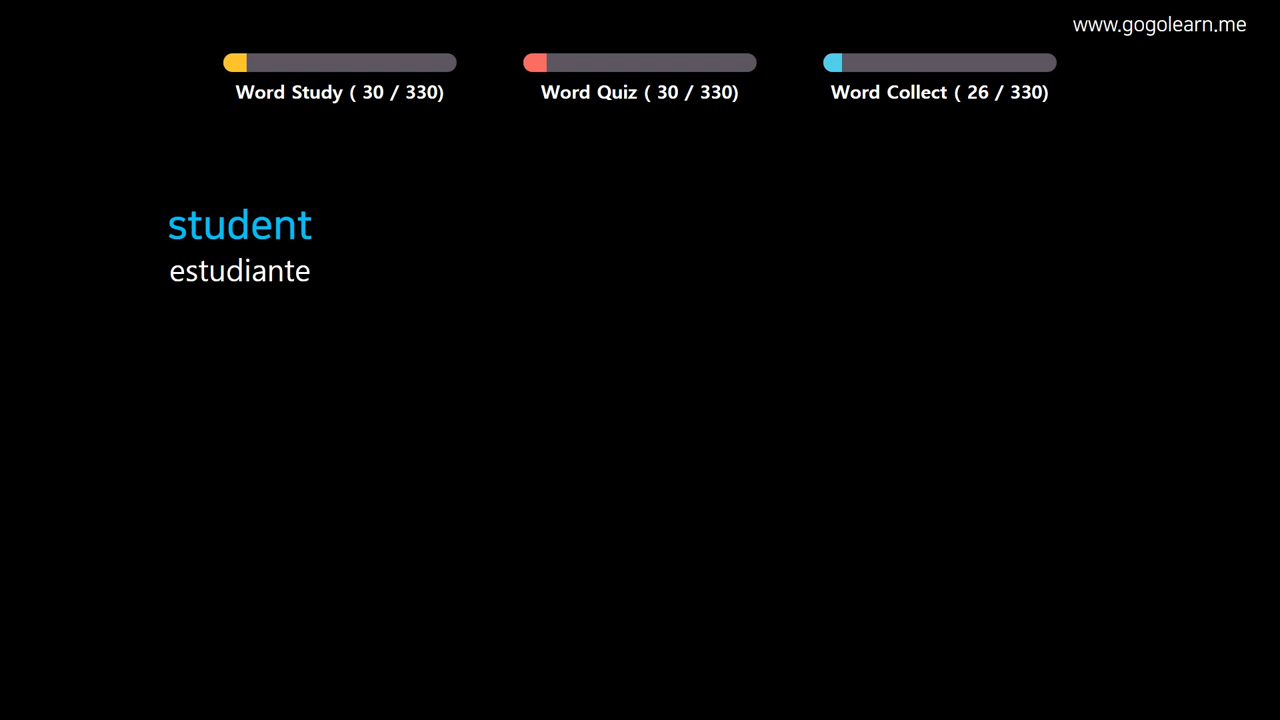 www.gogolearn.me
Word Study ( 30 / 330)
Word Quiz ( 30 / 330)
Word Collect ( 26 / 330)
student
estudiante